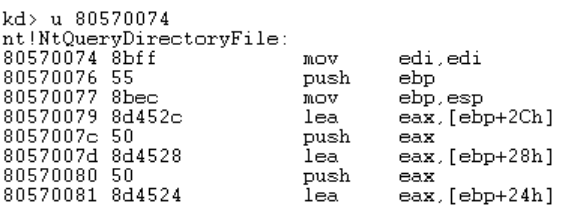 kd> u 80570074
nt!NtQueryDirectoryFile:
80570074 8bff mov edi,edi
80570076 55 push ebp
80570077 8bec mov ebp,esp
80570079 8d452c lea eax,[ebp+2Ch]
8057007c 50 push eax
8057007d 8d4528 lea eax,[ebp+28h]
80570080 50 push eax
80570081 8d4524 lea eax,[ebp+24h]